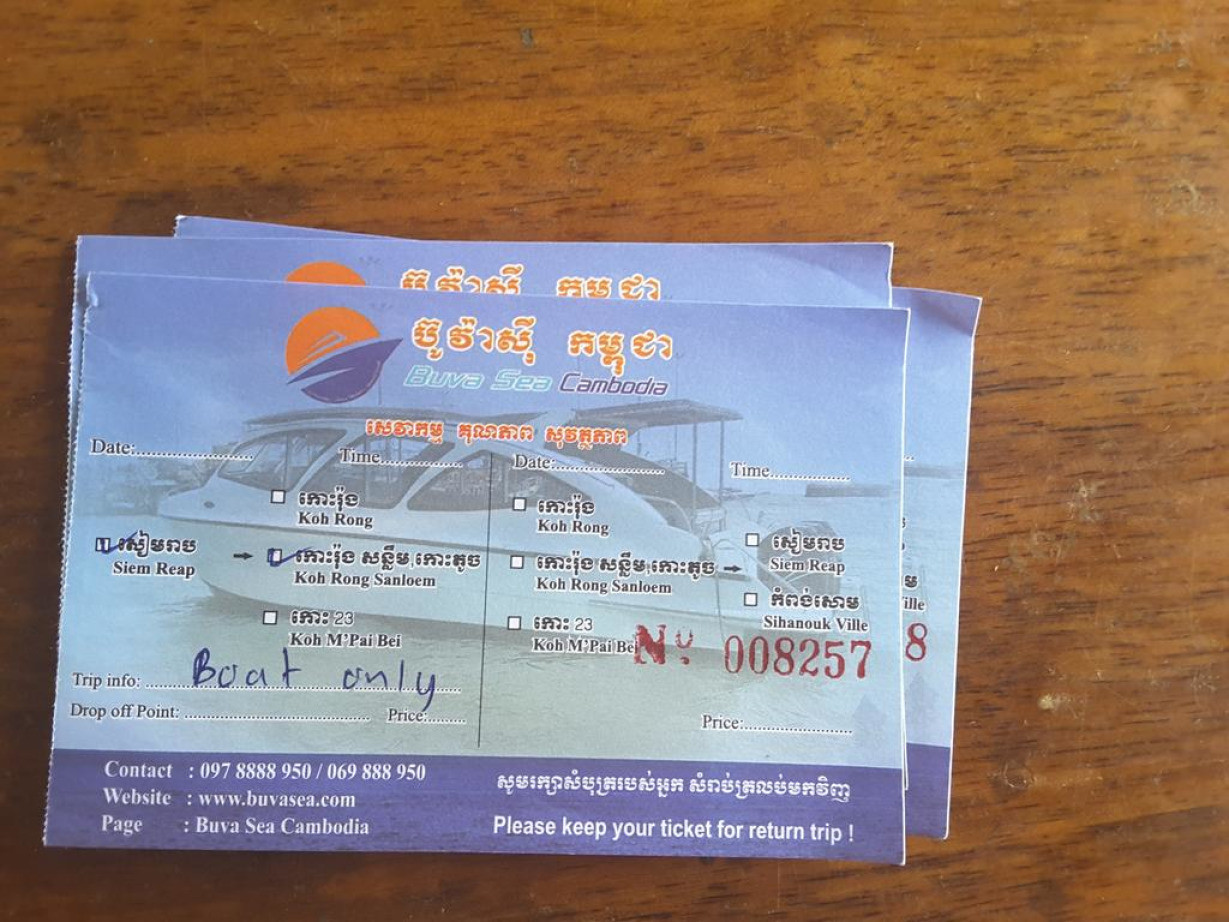 ប៊ូវ៉ាស៊ី កម្ពុជា
Buva Sea Cambodia
សេវាកម្ម គុណភាព សុវត្ថភាព
Date:.................... Time............... Date:.................... Time...................
កោះរ៉ុង កោះរ៉ុង
Koh Rong Koh Rong
សៀមរាប → កោះរ៉ុង សន្លឹម,កោះតូច កោះរ៉ុង សន្លឹម,កោះតូច → សៀមរាប
Siem Reap Koh Rong Sanloem Koh Rong Sanloem Siem Reap
កោះ 23 កោះ 23 កំពង់សោម
Koh M'Pai Bei Koh M'Pai Bei Sihanouk Ville
Nº 008257 8
Trip info: Boat only
Drop off Point: .................................. Price:....... Price:....................
Contact : 097 8888 950 / 069 888 950
Website : www.buvasea.com
Page : Buva Sea Cambodia
សូមរក្សាសំបុត្ររបស់អ្នក សំរាប់ត្រលប់មកវិញ
Please keep your ticket for return trip !